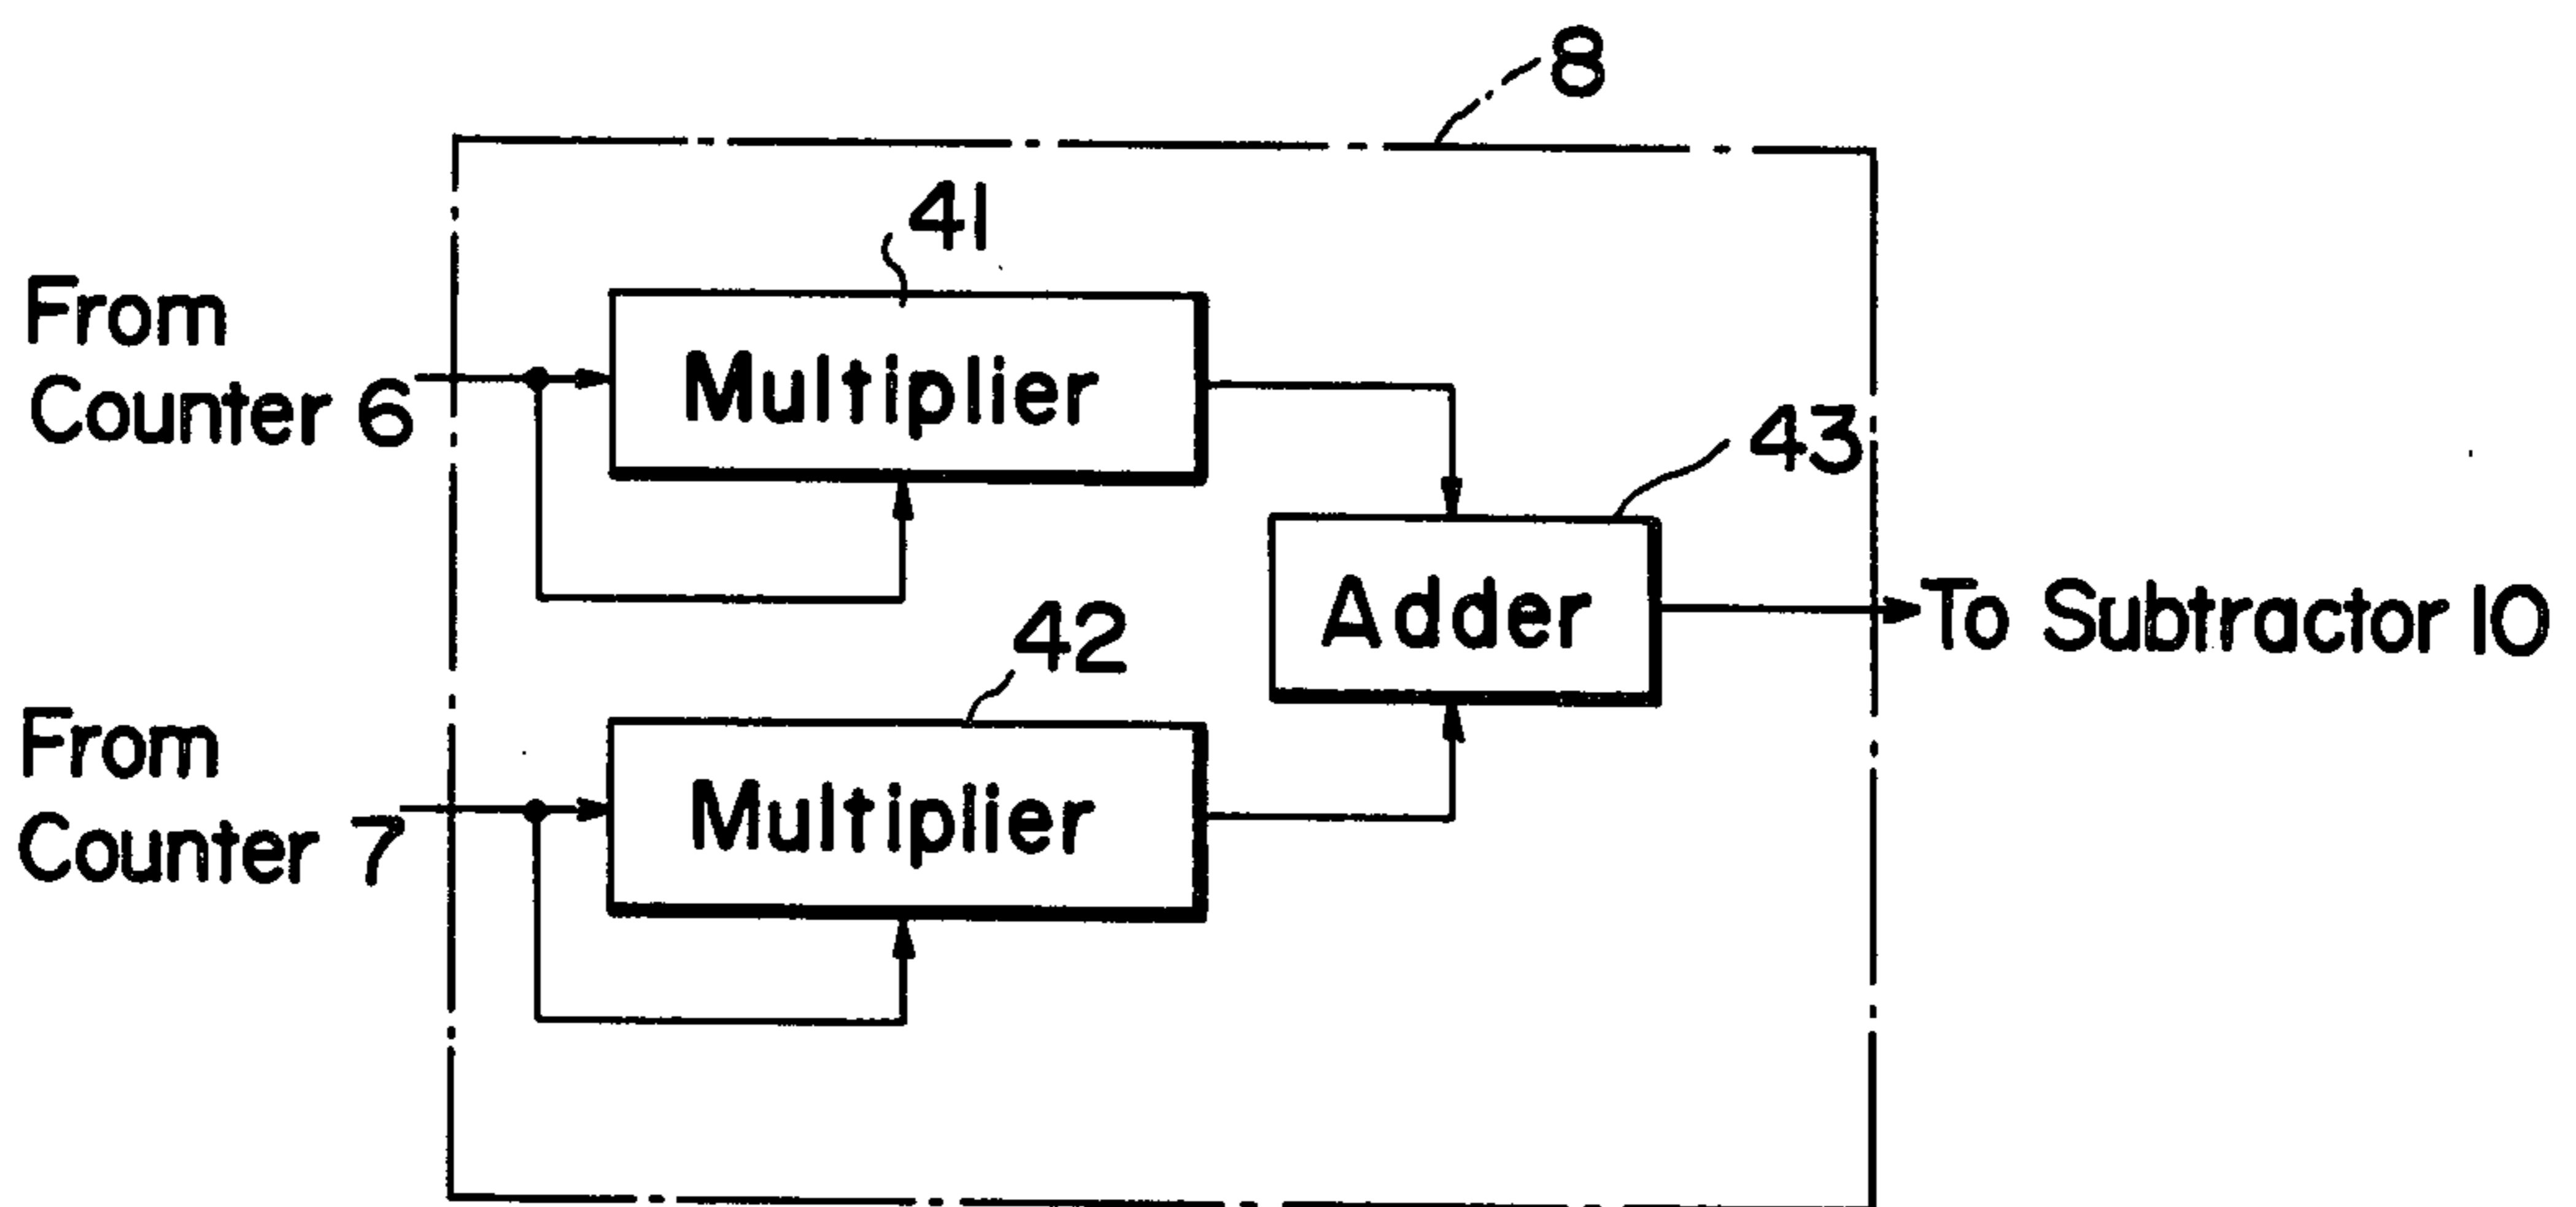 8
41
From
Counter 6
Multiplier
43
Adder
To Subtractor 10
42
From
Counter 7
Multiplier